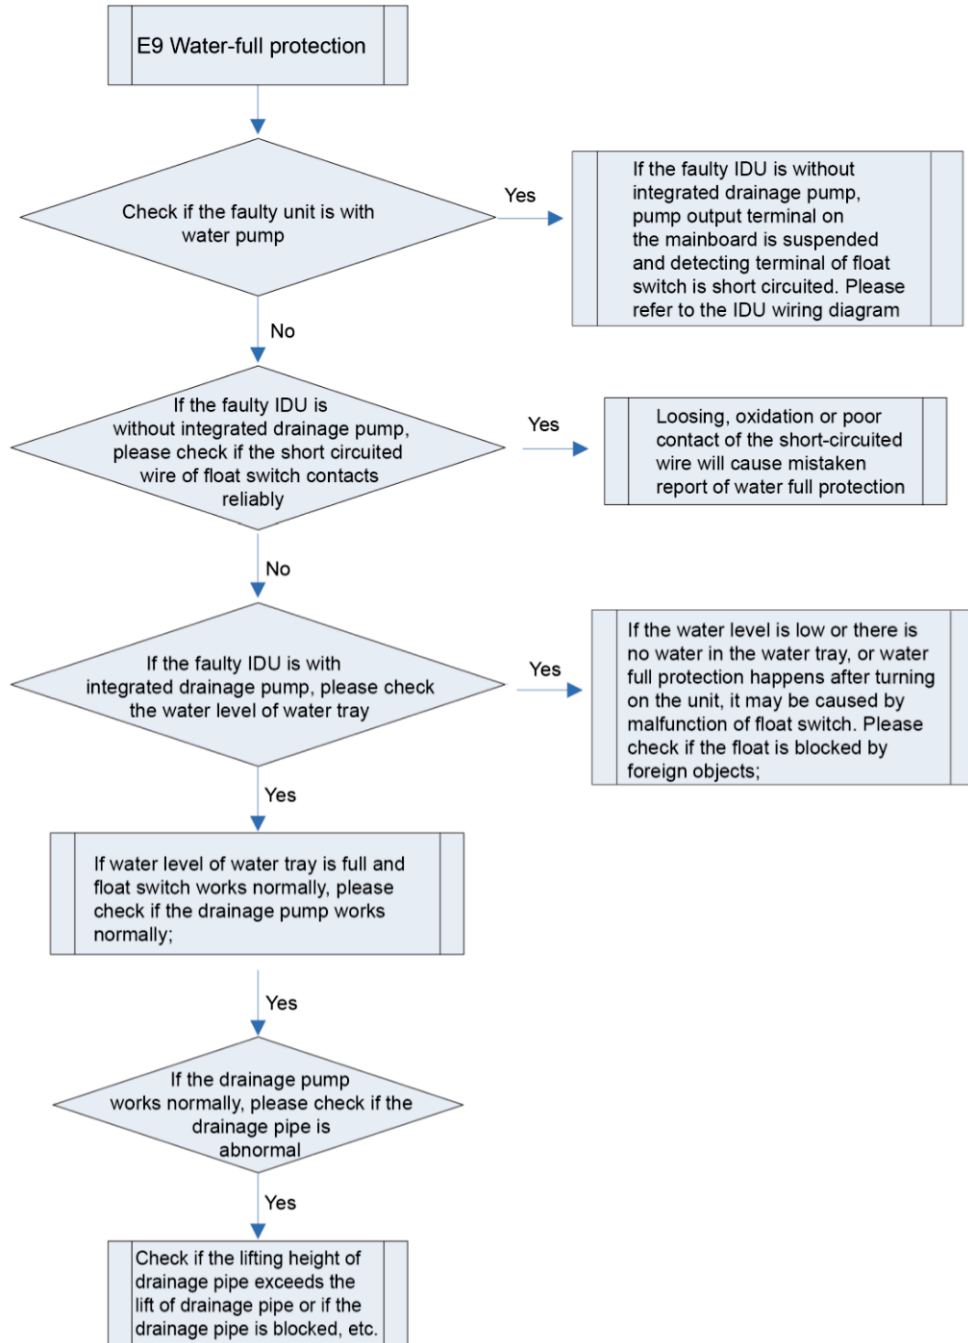 E9 Water-full protection
Check if the faulty unit is with
water pump
Yes
If the faulty IDU is without
integrated drainage pump,
pump output terminal on
the mainboard is suspended
and detecting terminal of float
switch is short circuited. Please
refer to the IDU wiring diagram
No
If the faulty IDU is
without integrated drainage pump,
please check if the short circuited
wire of float switch contacts
reliably
Yes
Loosing, oxidation or poor
contact of the short-circuited
wire will cause mistaken
report of water full protection
No
If the faulty IDU is with
integrated drainage pump, please check
the water level of water tray
Yes
If the water level is low or there is
no water in the water tray, or water
full protection happens after turning
on the unit, it may be caused by
malfunction of float switch. Please
check if the float is blocked by
foreign objects;
Yes
If water level of water tray is full and
float switch works normally, please
check if the drainage pump works
normally;
Yes
If the drainage pump
works normally, please check if the
drainage pipe is
abnormal
Yes
Check if the lifting height of
drainage pipe exceeds the
lift of drainage pipe or if the
drainage pipe is blocked, etc.